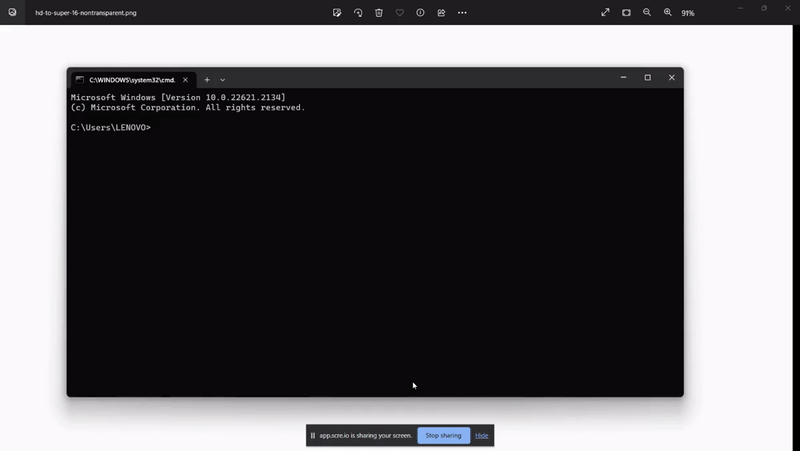 hd-to-super-16-nontransparent.png
91%
C:\WINDOWS\system32\cmd.
Microsoft Windows [Version 10.0.22621.2134]
(c) Microsoft Corporation. All rights reserved.
C:\Users\LENOVO>
app.scre.io is sharing your screen.
Stop sharing
Hide